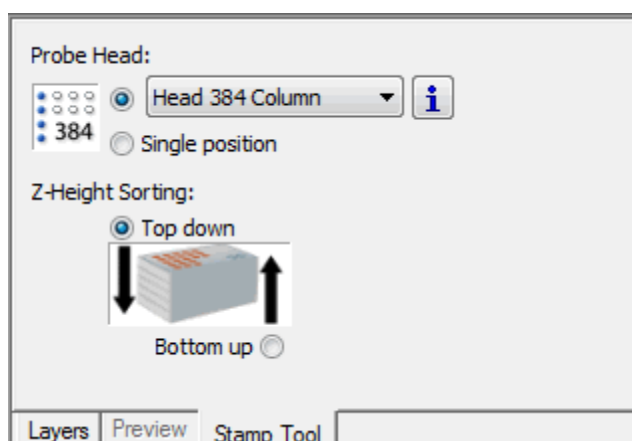 Probe Head:
Head 384 Column
i
384
Single position
Z-Height Sorting:
Top down
Bottom up
Layers Preview Stamp Tool